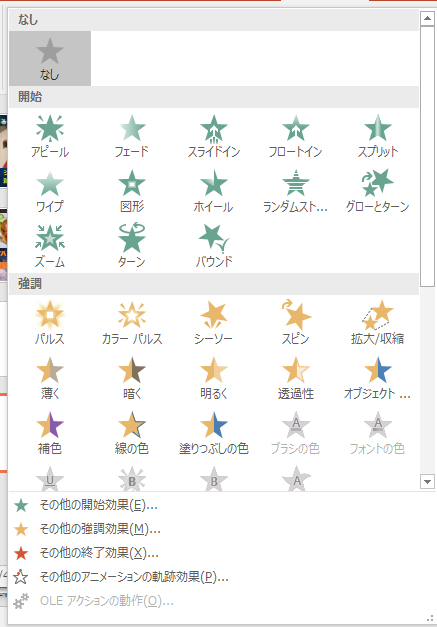 なし
なし
開始
アピール フェード スライドイン フロートイン スプリット
ワイプ 図形 ホイール ランダムスト... グローとターン
ズーム ターン バウンド
強調
パルス カラー パルス シーソー スピン 拡大/収縮
薄く 暗く 明るく 透過性 オブジェクト ...
補色 線の色 塗りつぶしの色 ブラシの色 フォントの色
その他の開始効果(E)...
その他の強調効果(M)...
その他の終了効果(X)...
その他のアニメーションの軌跡効果(P)...
OLE アクションの動作(O)...